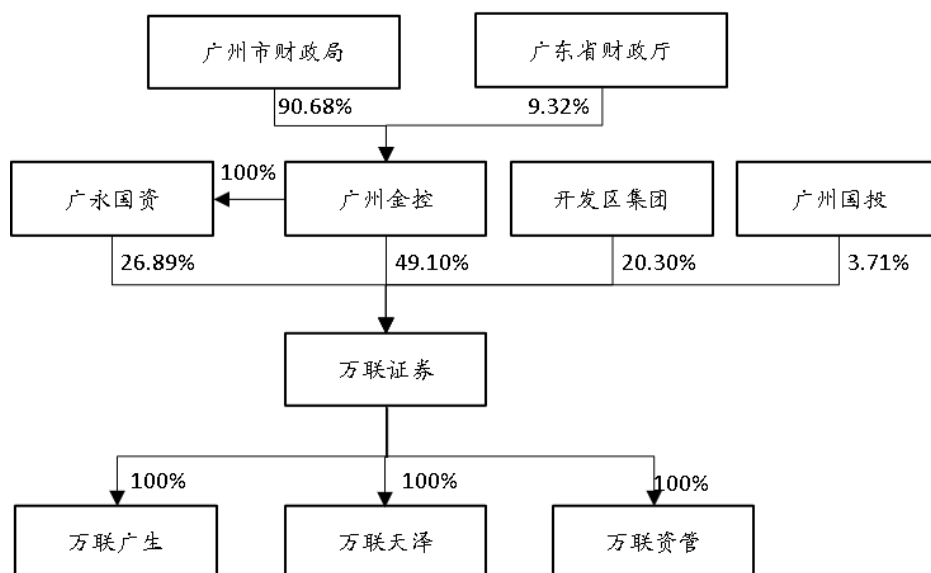 广州市财政局
广东省财政厅
90.68%
9.32%
100%
广永国资
广州金控
开发区集团
广州国投
26.89%
49.10%
20.30%
3.71%
万联证券
100%
100%
100%
万联广生
万联天泽
万联资管